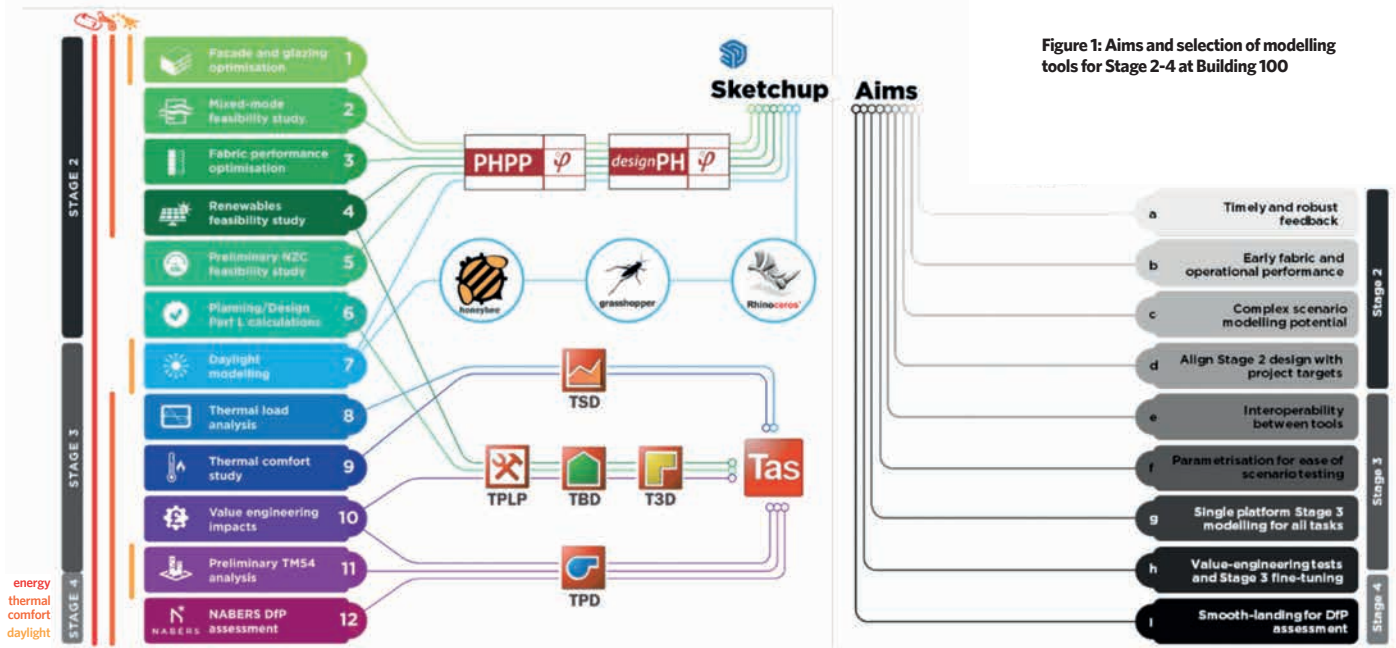 Figure 1: Aims and selection of modelling
tools for Stage 2-4 at Building 100
STAGE 2
STAGE 3
STAGE 4
energy
thermal
comfort
daylight
Facade and glazing
optimisation
1
Mixed-mode
feasibility study
2
Fabric performance
optimisation
3
Renewables
feasibility study
4
Preliminary NZC
feasibility study
5
Planning/Design
Part L calculations
6
Daylight
modelling
7
Thermal load
analysis
8
Thermal comfort
study
9
Value engineering
impacts
10
Preliminary TM54
analysis
11
NABERS
NABERS DfP
assessment
12
PHPP φ
designPH φ
Sketchup
honeybee
grasshopper
Rhinoceros
TSD
TPLP
TBD
T3D
Tas
TPD
Aims
a
Timely and robust
feedback
b
Early fabric and
operational performance
c
Complex scenario
modelling potential
d
Align Stage 2 design with
project targets
e
Interoperability
between tools
f
Parametrisation for ease of
scenario testing
g
Single platform Stage 3
modelling for all tasks
h
Value-engineering tests
and Stage 3 fine-tuning
i
Smooth-landing for DfP
assessment
Stage 2
Stage 3
Stage 4